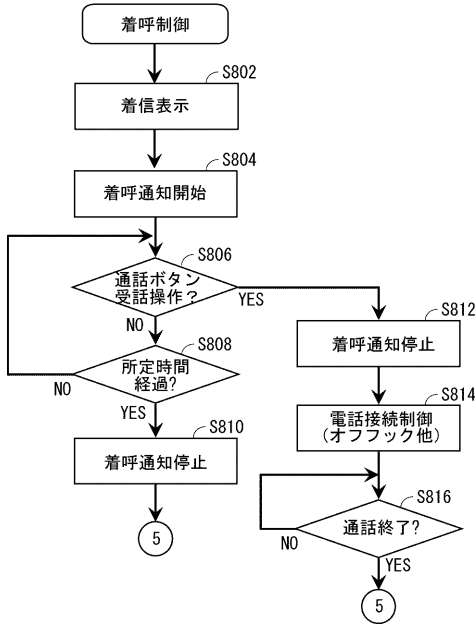 着呼制御
S802
着信表示
S804
着呼通知開始
S806
通話ボタン
受話操作?
YES
NO
S808
所定時間
経過?
NO
YES
S810
着呼通知停止
5
S812
着呼通知停止
S814
電話接続制御
(オフフック他)
S816
通話終了?
NO
YES
5